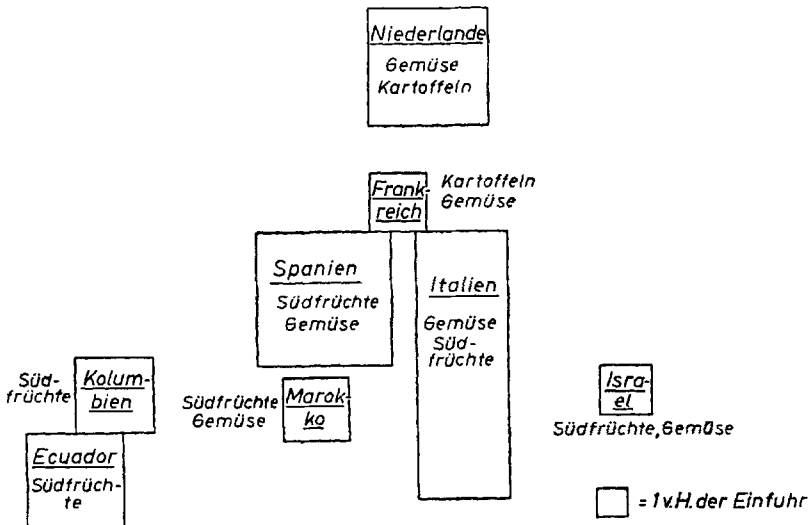 Niederlande
Gemüse
Kartoffeln
Frank-
reich
Kartoffeln
Gemüse
Spanien
Südfrüchte
Gemüse
Italien
Gemüse
Süd-
früchte
Süd-
früchte
Kolum-
bien
Südfrüchte
Gemüse
Marok-
ko
Isra-
el
Südfrüchte, Gemüse
Ecuador
Südfrüch-
te
= 1 v.H. der Einfuhr